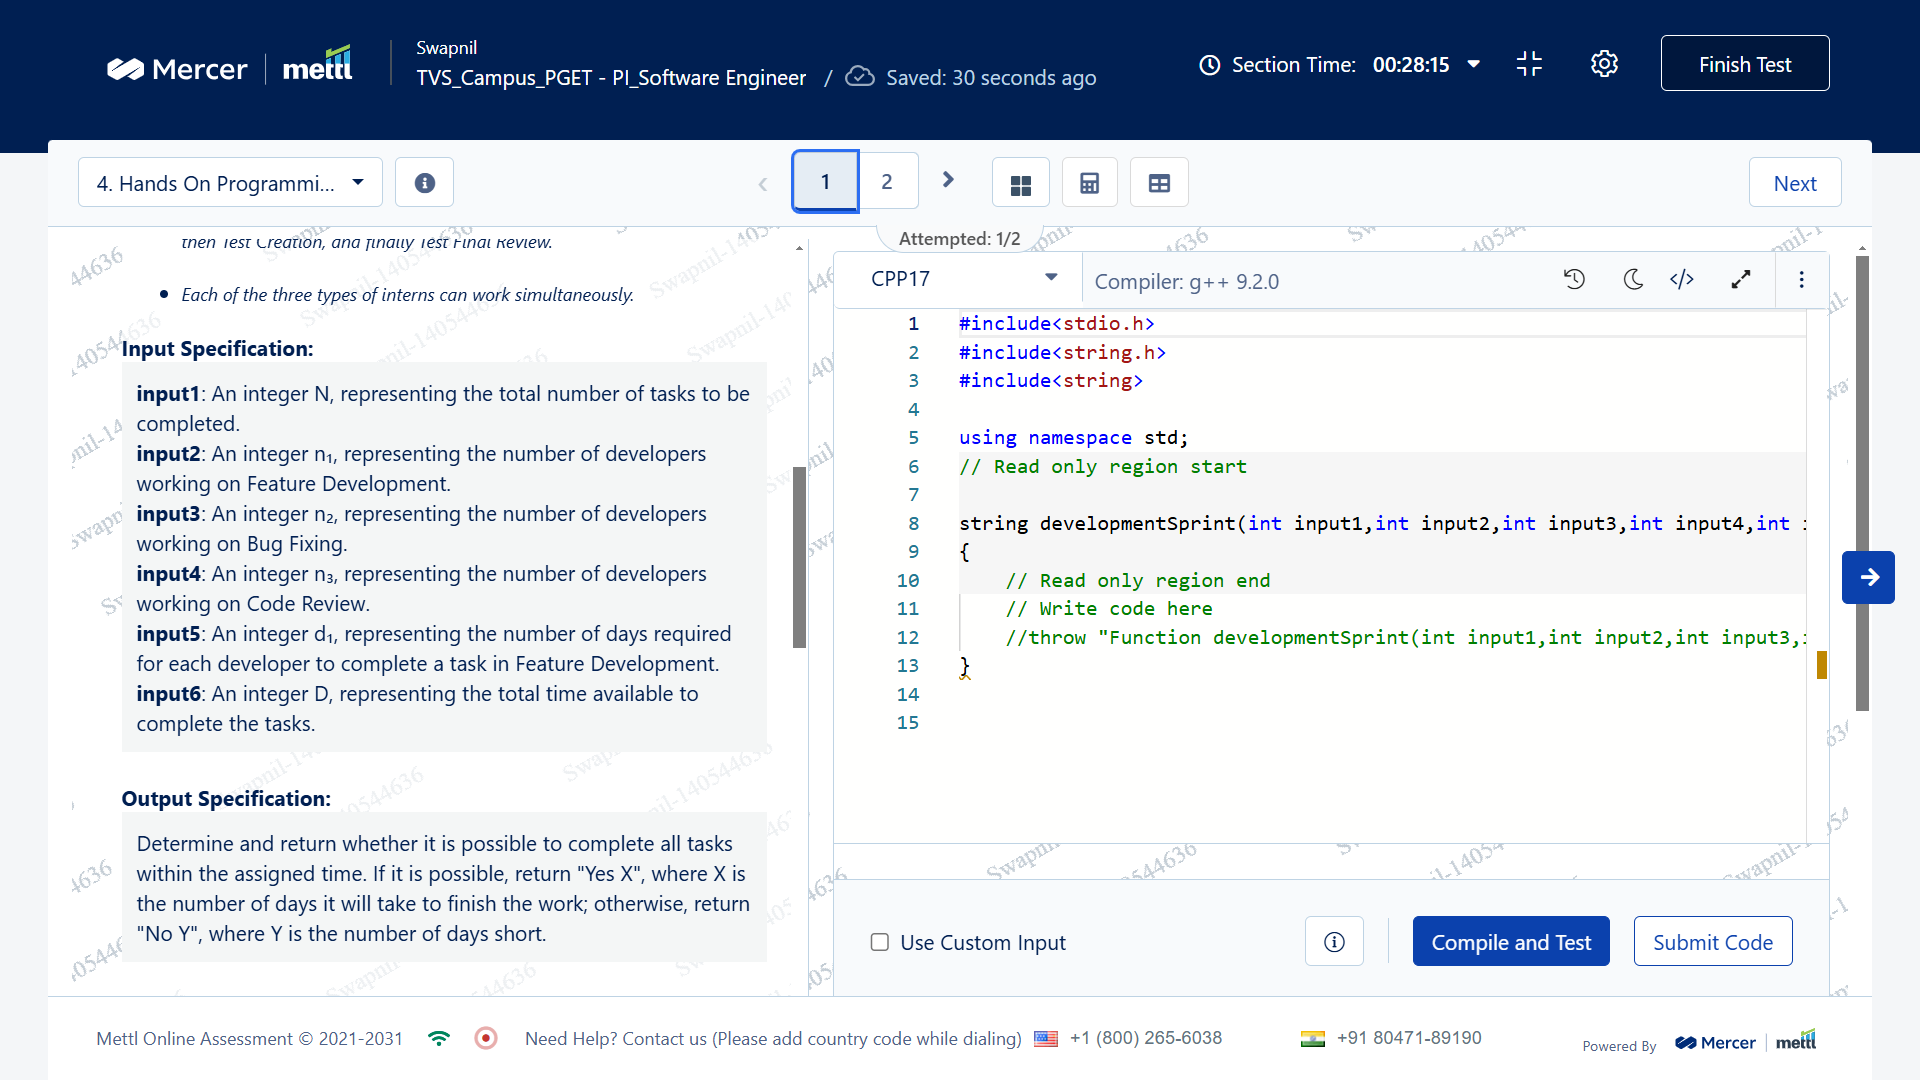 Mercer mettl
Swapnil
TVS_Campus_PGET - PI_Software Engineer / Saved: 30 seconds ago
Section Time: 00:28:15
Finish Test
4. Hands On Programmi...
1
2
Next
Attempted: 1/2
then Test Creation, and finally Test Final Review.
Each of the three types of interns can work simultaneously.
Input Specification:
input1: An integer N, representing the total number of tasks to be
completed.
input2: An integer n₁, representing the number of developers
working on Feature Development.
input3: An integer n₂, representing the number of developers
working on Bug Fixing.
input4: An integer n₃, representing the number of developers
working on Code Review.
input5: An integer d₁, representing the number of days required
for each developer to complete a task in Feature Development.
input6: An integer D, representing the total time available to
complete the tasks.
Output Specification:
Determine and return whether it is possible to complete all tasks
within the assigned time. If it is possible, return "Yes X", where X is
the number of days it will take to finish the work; otherwise, return
"No Y", where Y is the number of days short.
CPP17
Compiler: g++ 9.2.0
1 #include<stdio.h>
2 #include<string.h>
3 #include<string>
4
5 using namespace std;
6 // Read only region start
7
8 string developmentSprint(int input1,int input2,int input3,int input4,int
9 {
10 // Read only region end
11 // Write code here
12 //throw "Function developmentSprint(int input1,int input2,int input3,
13 }
14
15
Use Custom Input
Compile and Test
Submit Code
Mettl Online Assessment © 2021-2031
Need Help? Contact us (Please add country code while dialing)
+1 (800) 265-6038
+91 80471-89190
Powered By Mercer mettl
Swapnil-140544636